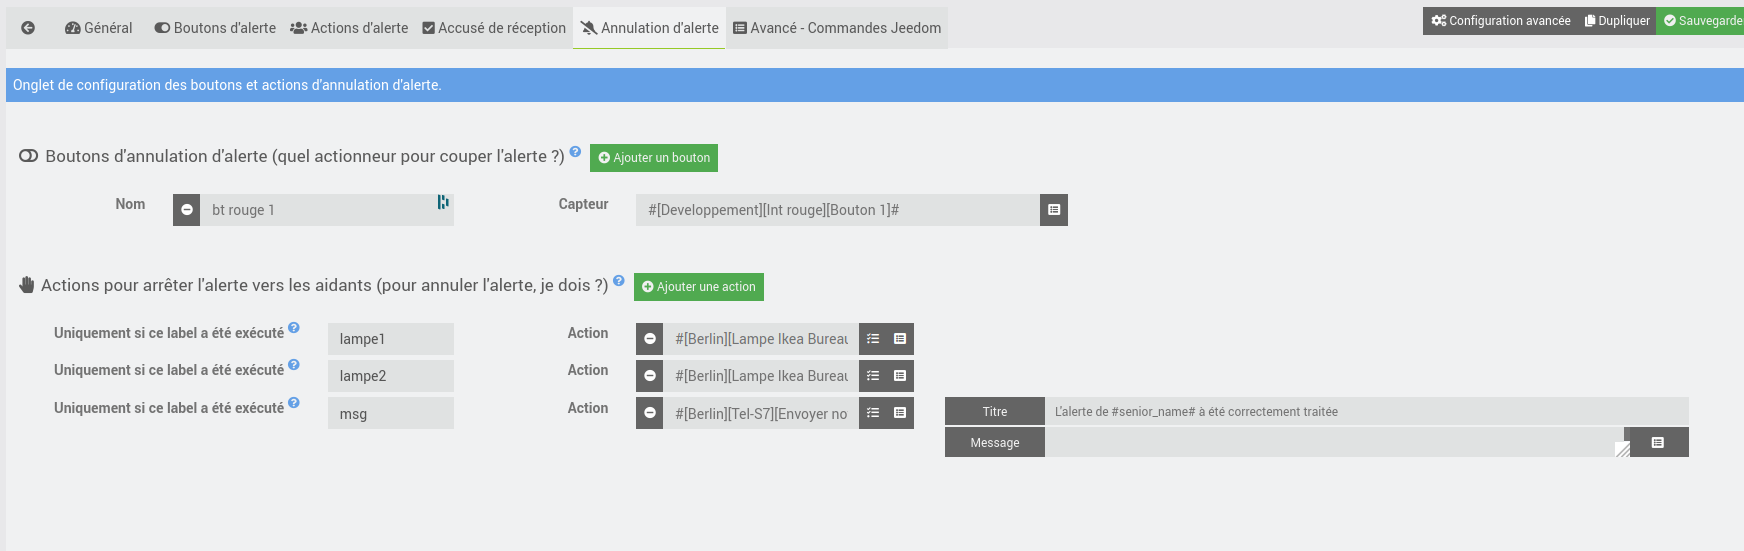 Général Boutons d'alerte Actions d'alerte Accusé de réception Annulation d'alerte Avancé - Commandes Jeedom Configuration avancée Dupliquer Sauvegarde
Onglet de configuration des boutons et actions d'annulation d'alerte.
Boutons d'annulation d'alerte (quel actionneur pour couper l'alerte ?) ? Ajouter un bouton
Nom bt rouge 1 Capteur #[Developpement][Int rouge][Bouton 1]#
Actions pour arrêter l'alerte vers les aidants (pour annuler l'alerte, je dois ?) ? Ajouter une action
Uniquement si ce label a été exécuté ? lampe1 Action #[Berlin][Lampe Ikea Bureau
Uniquement si ce label a été exécuté ? lampe2 Action #[Berlin][Lampe Ikea Bureau
Uniquement si ce label a été exécuté ? msg Action #[Berlin][Tel-S7][Envoyer no Titre L'alerte de #senior_name# à été correctement traitée
Message